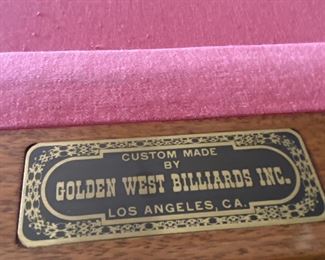 CUSTOM MADE
BY
GOLDEN WEST BILLIARDS INC.
LOS ANGELES, CA.